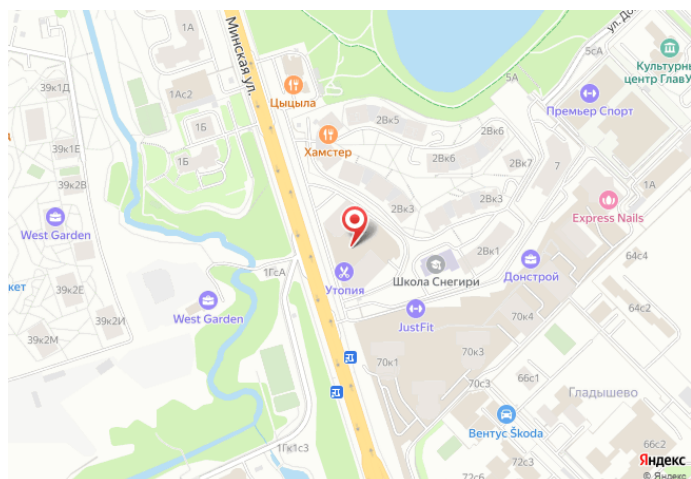 1А
Минская ул.
1Ас2
39к1Д
Цыцыла
5А
ул. До
5сА
Культурны
центр ГлавУ
Премьер Спорт
39к1Е
1Б
1Б
Хамстер
2Вк5
2Вк6
2Вк6
2Вк7
7
1А
39к2В
West Garden
2Вк3
2Вк3
Express Nails
2Вк1
64с4
1ГсА
Утопия
Школа Снегири
Донстрой
кет
39к2Е
West Garden
JustFit
70к4
64с2
39к2И
39к2М
70к1
70к3
70с3
66с1
Гладышево
Вентус Škoda
1Гк1с3
66с2
72с6
72с3
Яндекс
© Яндекс